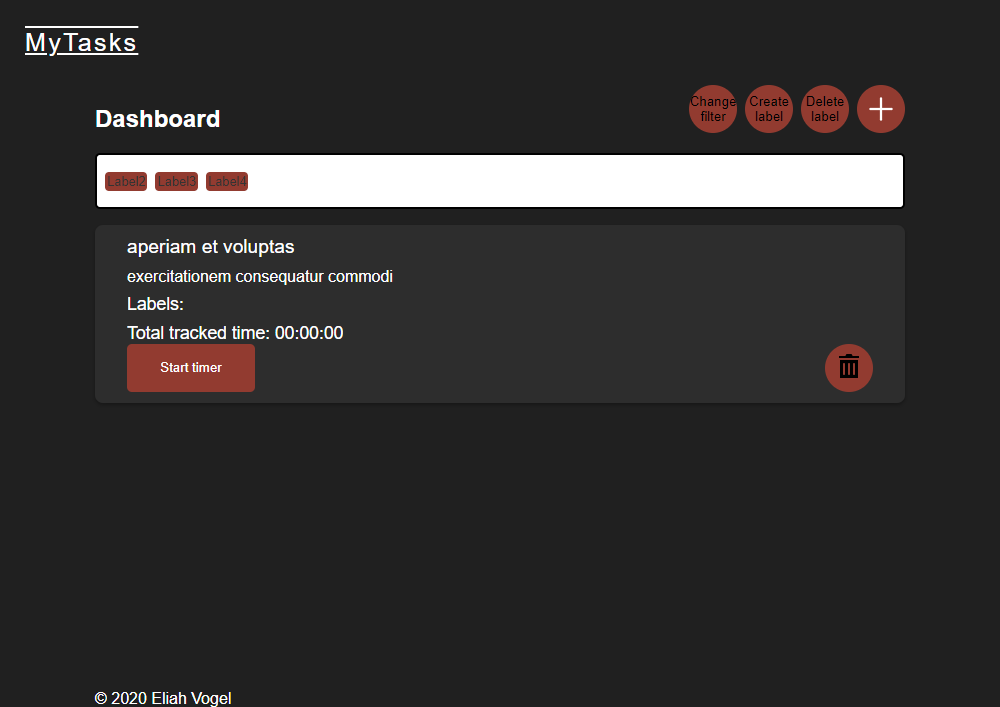 MyTasks
Dashboard
Change
filter
Create
label
Delete
label
Label2 Label3 Label4
aperiam et voluptas
exercitationem consequatur commodi
Labels:
Total tracked time: 00:00:00
Start timer
© 2020 Eliah Vogel